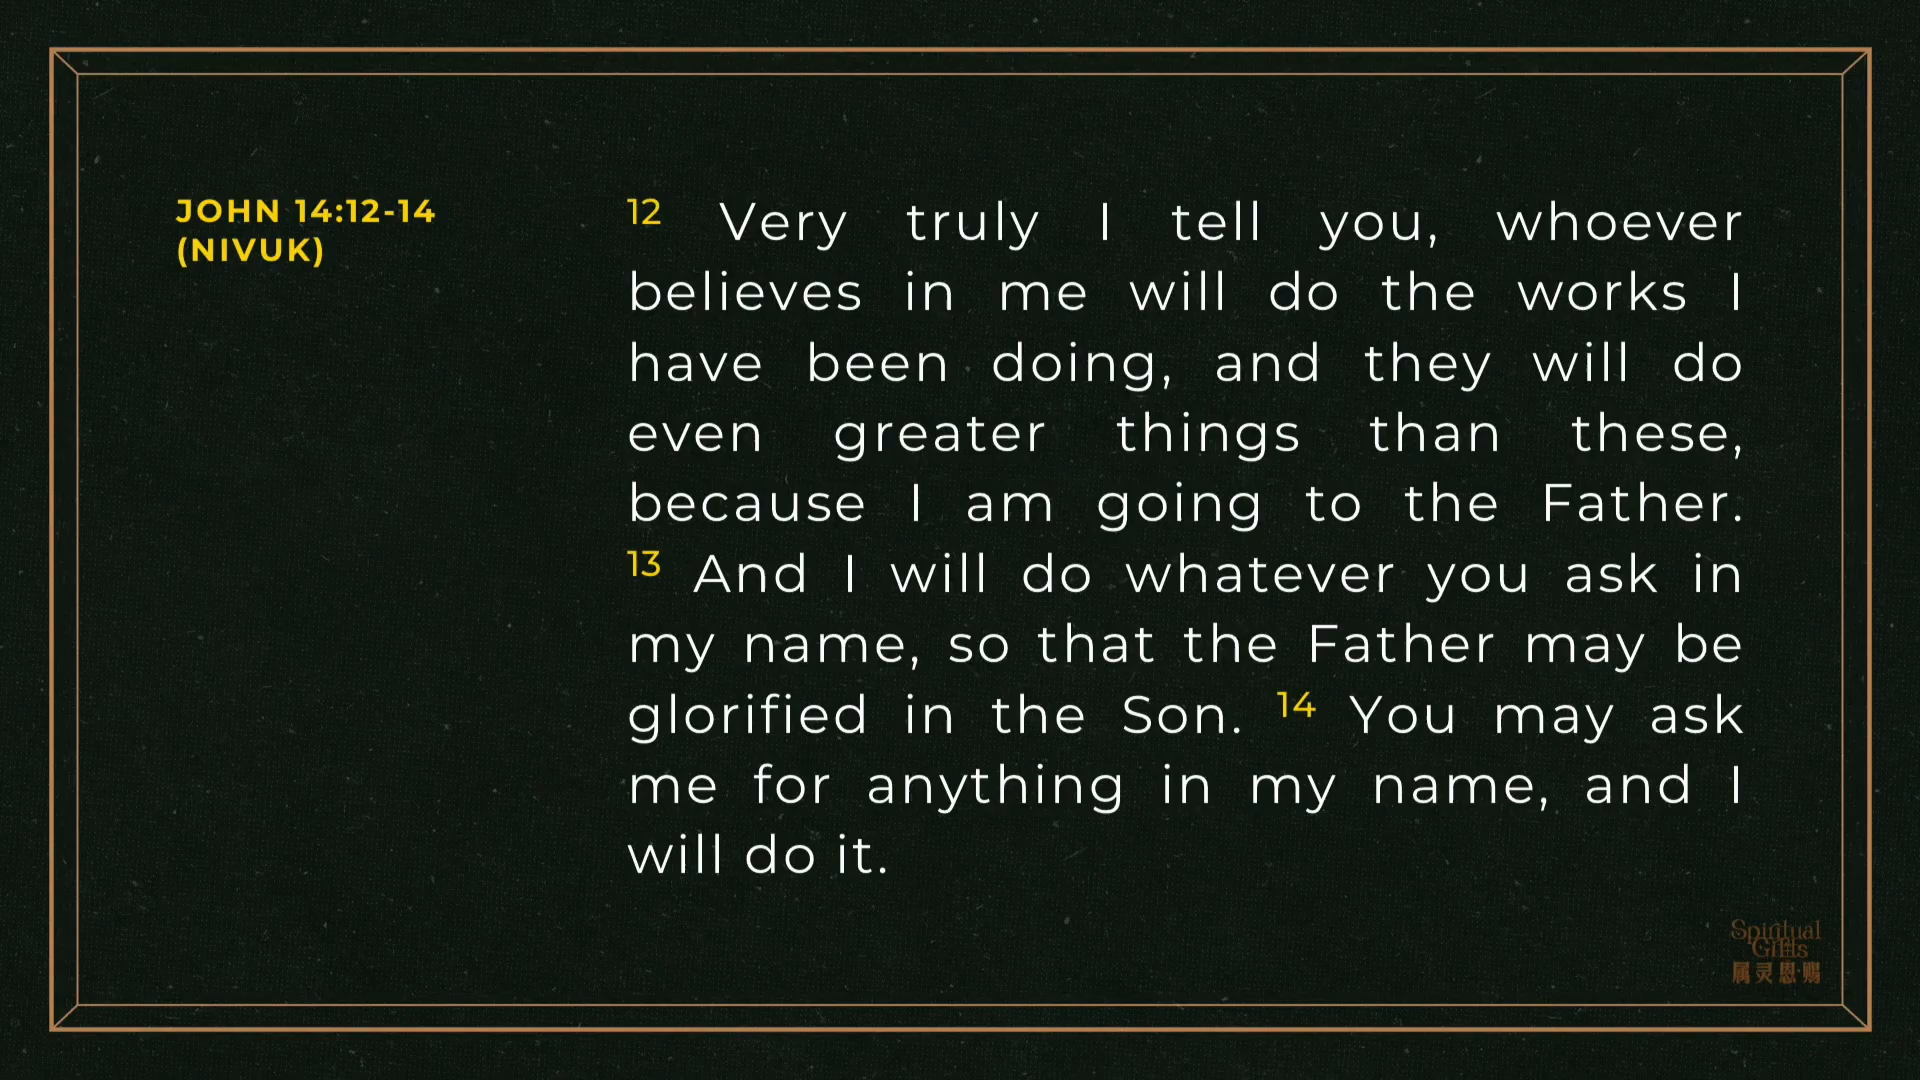 JOHN 14:12-14
(NIVUK)
12 Very truly I tell you, whoever
believes in me will do the works I
have been doing, and they will do
even greater things than these,
because I am going to the Father.
13 And I will do whatever you ask in
my name, so that the Father may be
glorified in the Son. 14 You may ask
me for anything in my name, and I
will do it.
Spiritual
Gifts
属灵恩赐